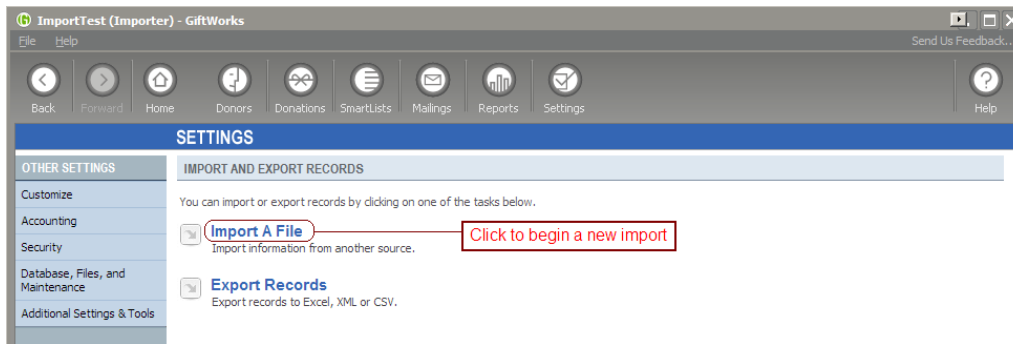 ImportTest (Importer) - GiftWorks
File Help
Send Us Feedback...
Back Forward Home Donors Donations SmartLists Mailings Reports Settings Help
SETTINGS
OTHER SETTINGS
Customize
Accounting
Security
Database, Files, and
Maintenance
Additional Settings & Tools
IMPORT AND EXPORT RECORDS
You can import or export records by clicking on one of the tasks below.
Import A File
Click to begin a new import
Import information from another source.
Export Records
Export records to Excel, XML or CSV.